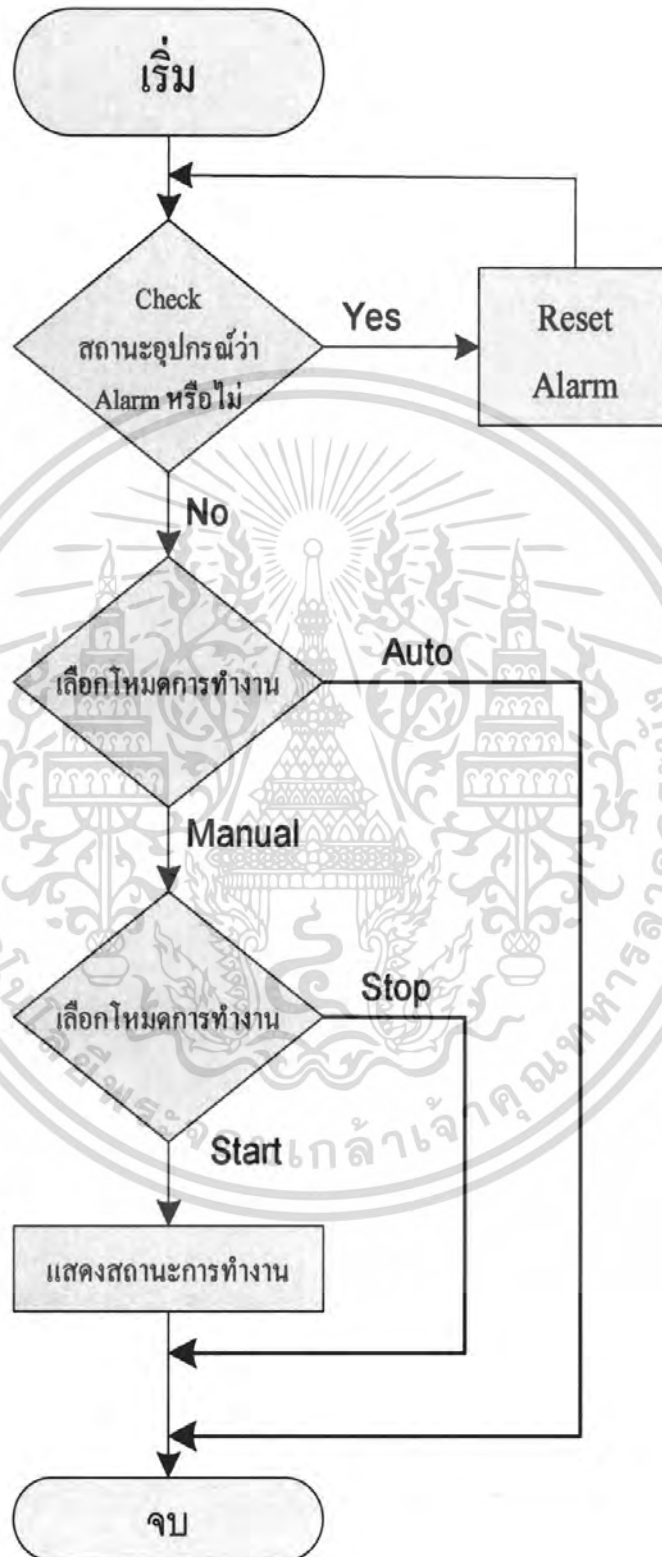 เริ่ม
Check
สถานะอุปกรณ์ว่า
Alarm หรือไม่
Yes
Reset
Alarm
No
เลือกโหมดการทำงาน
Auto
Manual
เลือกโหมดการทำงาน
Stop
Start
แสดงสถานะการทำงาน
จบ